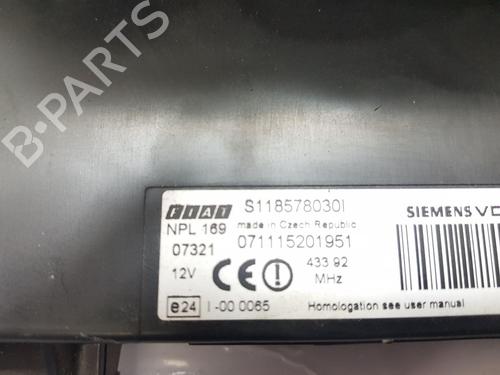 B-PARTS
FIAT S118578030I SIEMENS VD
NPL 169 made in Czech Republic
07321 071115201951
12V CE 433.92
MHz
e24 I-00 0065 Homologation see user manual